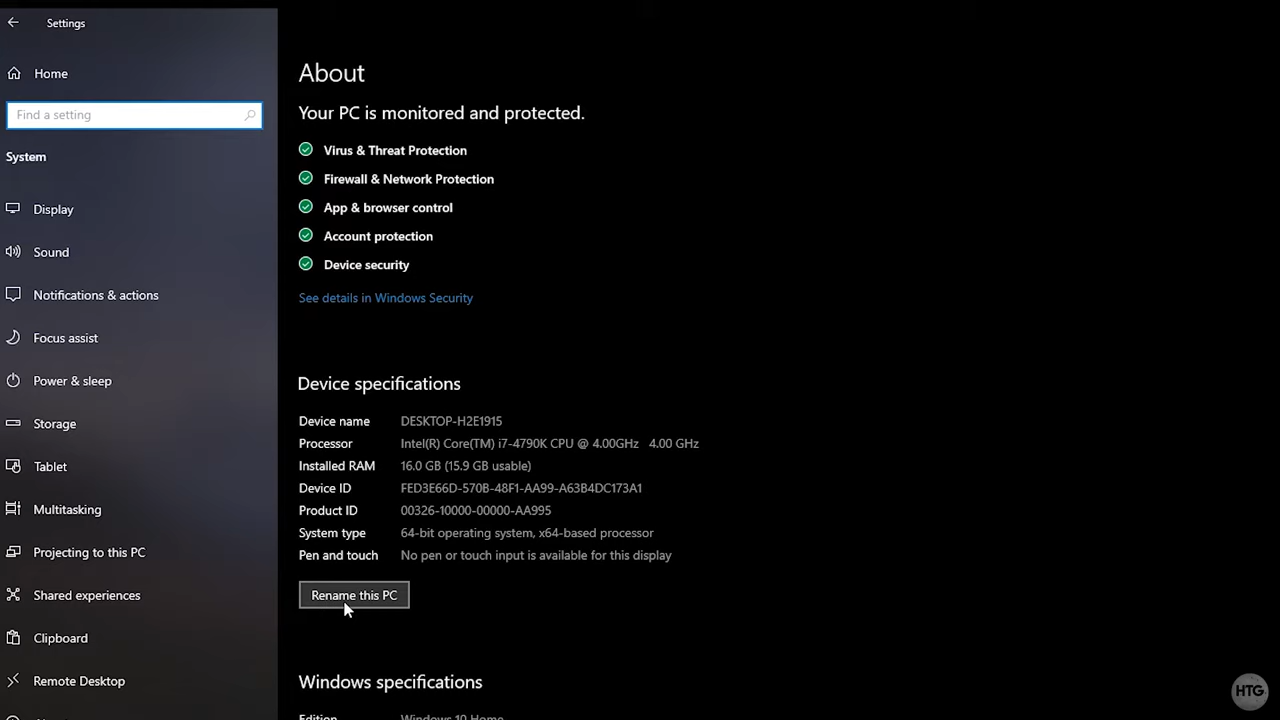 Settings
Home
Find a setting
System
Display
Sound
Notifications & actions
Focus assist
Power & sleep
Storage
Tablet
Multitasking
Projecting to this PC
Shared experiences
Clipboard
Remote Desktop
About
Your PC is monitored and protected.
Virus & Threat Protection
Firewall & Network Protection
App & browser control
Account protection
Device security
See details in Windows Security
Device specifications
Device name DESKTOP-H2E1915
Processor Intel(R) Core(TM) i7-4790K CPU @ 4.00GHz 4.00 GHz
Installed RAM 16.0 GB (15.9 GB usable)
Device ID FED3E66D-570B-48F1-AA99-A63B4DC173A1
Product ID 00326-10000-00000-AA995
System type 64-bit operating system, x64-based processor
Pen and touch No pen or touch input is available for this display
Rename this PC
Windows specifications
Edition Windows 10 Home
HTG